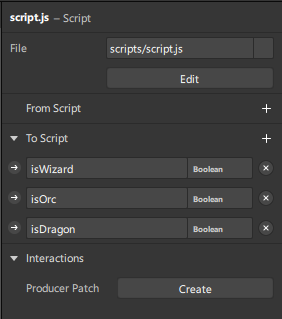 script.js – Script
File scripts/script.js
Edit
From Script +
To Script +
isWizard Boolean
isOrc Boolean
isDragon Boolean
Interactions
Producer Patch Create